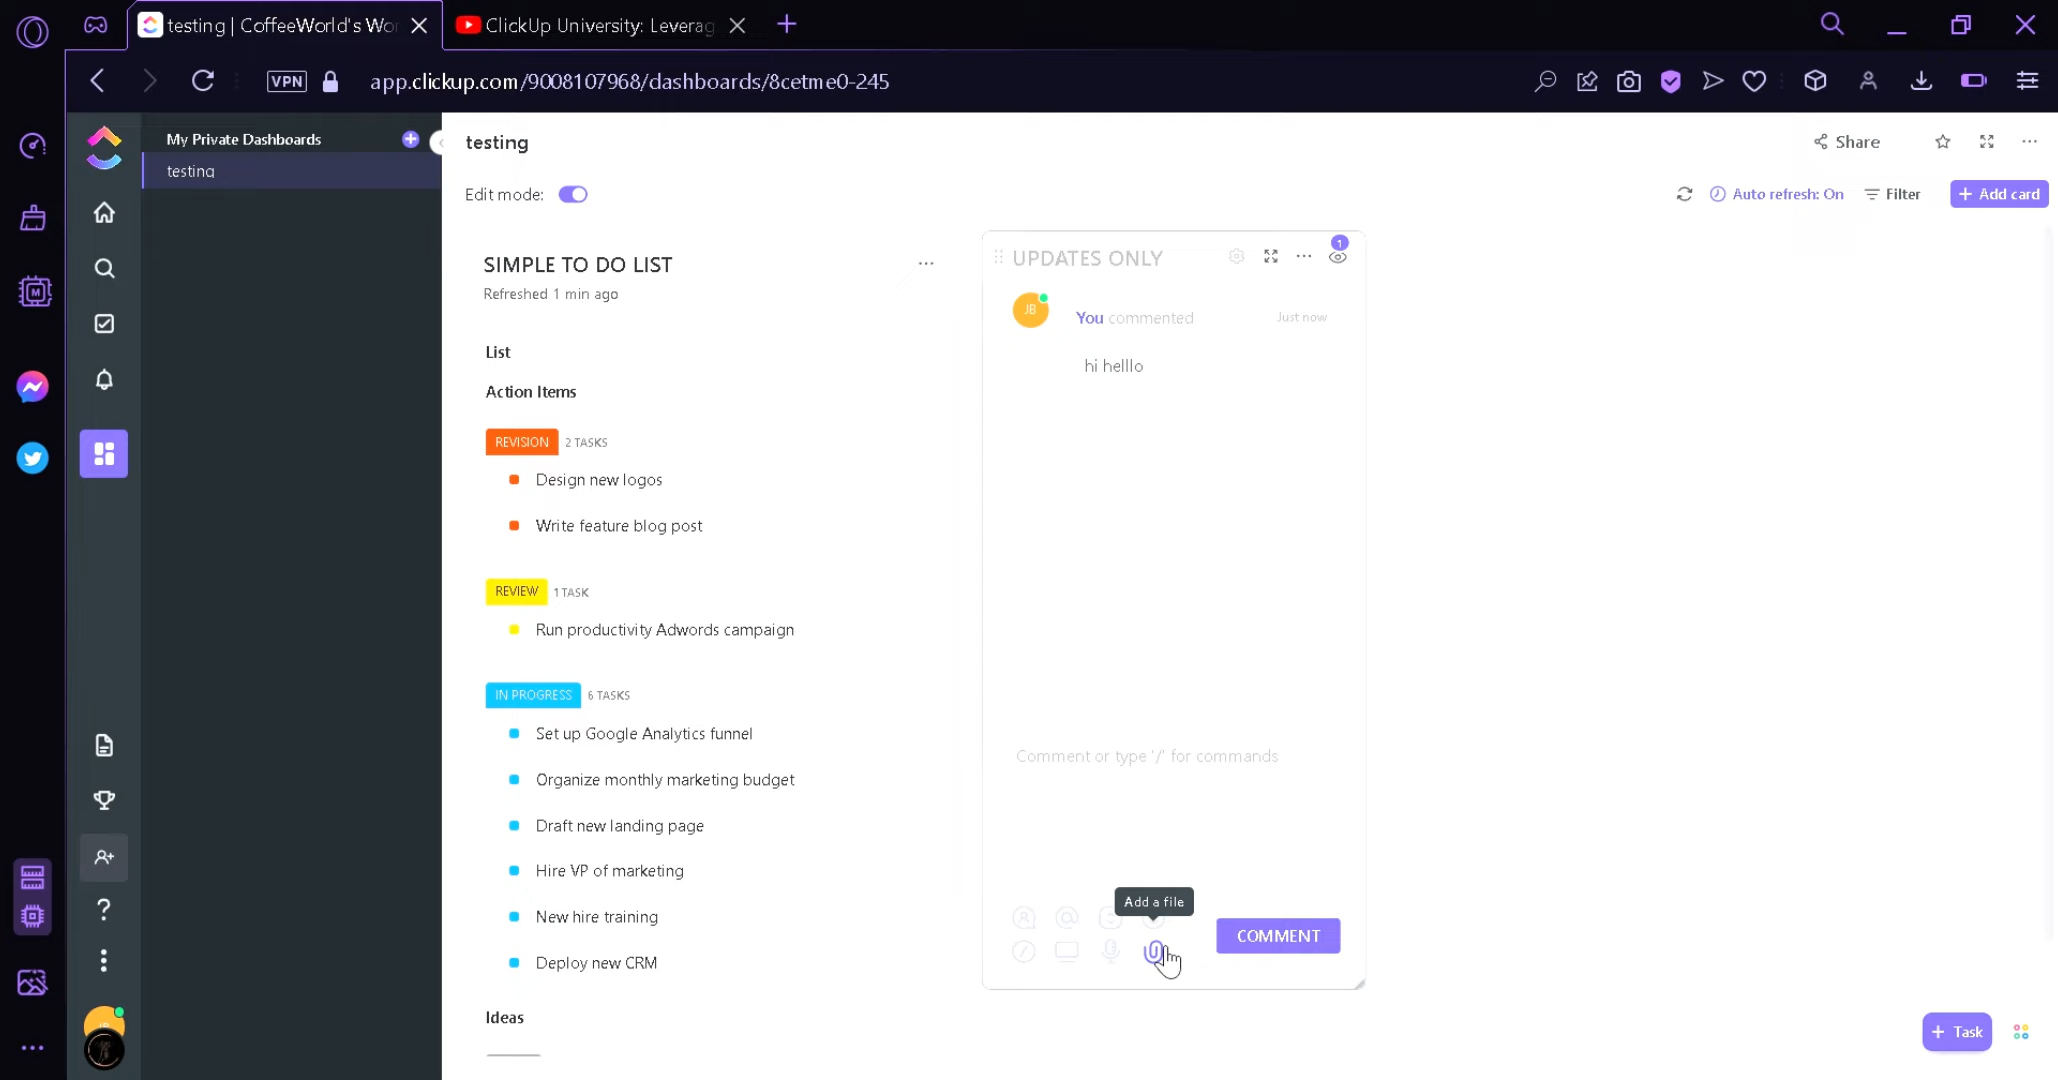 testing | CoffeeWorld's Wor
ClickUp University: Leverag
VPN
app.clickup.com/9008107968/dashboards/8cetme0-245
My Private Dashboards
testing
testing
Share
Edit mode:
Auto refresh: On
Filter
+ Add card
SIMPLE TO DO LIST
Refreshed 1 min ago
List
Action Items
REVISION 2 TASKS
Design new logos
Write feature blog post
REVIEW 1 TASK
Run productivity Adwords campaign
IN PROGRESS 6 TASKS
Set up Google Analytics funnel
Organize monthly marketing budget
Draft new landing page
Hire VP of marketing
New hire training
Deploy new CRM
Ideas
UPDATES ONLY
1
JB
You commented
Just now
hi helllo
Comment or type '/' for commands
Add a file
COMMENT
+ Task